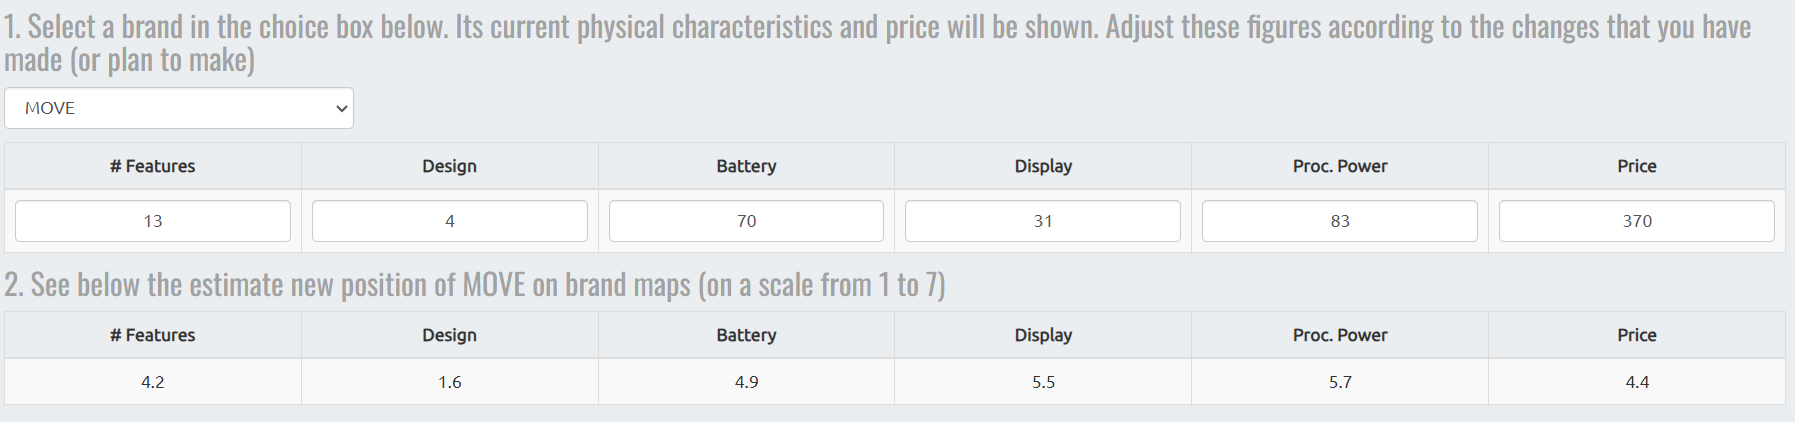 1. Select a brand in the choice box below. Its current physical characteristics and price will be shown. Adjust these figures according to the changes that you have
made (or plan to make)
MOVE
# Features Design Battery Display Proc. Power Price
13 4 70 31 83 370
2. See below the estimate new position of MOVE on brand maps (on a scale from 1 to 7)
# Features Design Battery Display Proc. Power Price
4.2 1.6 4.9 5.5 5.7 4.4